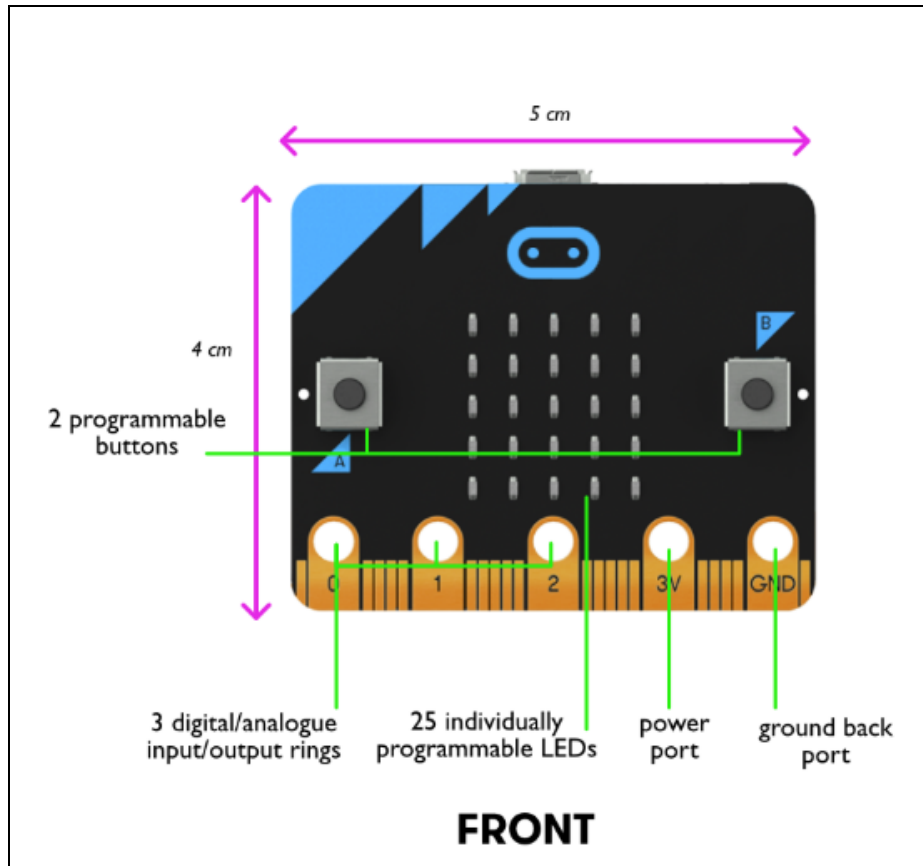 5 cm
B
4 cm
2 programmable
buttons
A
0 1 2 3V GND
3 digital/analogue
input/output rings
25 individually
programmable LEDs
power
port
ground back
port
FRONT